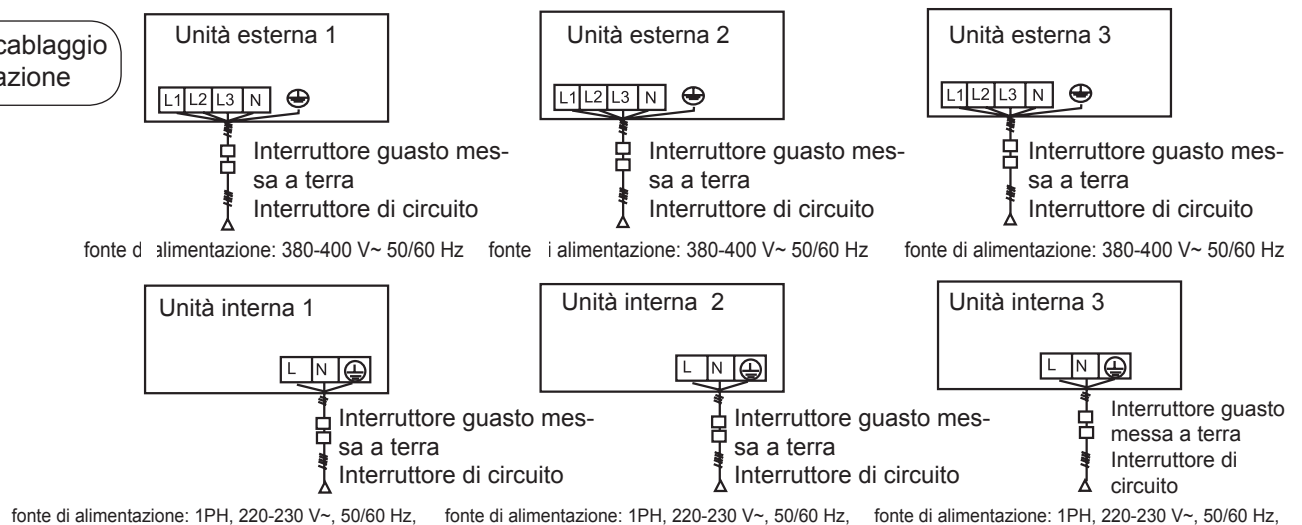 cablaggio
azione
Unità esterna 1
L1 L2 L3 N
Interruttore guasto mes-
sa a terra
Interruttore di circuito
fonte d alimentazione: 380-400 V~ 50/60 Hz
Unità esterna 2
L1 L2 L3 N
Interruttore guasto mes-
sa a terra
Interruttore di circuito
fonte i alimentazione: 380-400 V~ 50/60 Hz
Unità esterna 3
L1 L2 L3 N
Interruttore guasto mes-
sa a terra
Interruttore di circuito
fonte di alimentazione: 380-400 V~ 50/60 Hz
Unità interna 1
L N
Interruttore guasto mes-
sa a terra
Interruttore di circuito
fonte di alimentazione: 1PH, 220-230 V~, 50/60 Hz,
Unità interna 2
L N
Interruttore guasto mes-
sa a terra
Interruttore di circuito
fonte di alimentazione: 1PH, 220-230 V~, 50/60 Hz,
Unità interna 3
L N
Interruttore guasto
messa a terra
Interruttore di
circuito
fonte di alimentazione: 1PH, 220-230 V~, 50/60 Hz,